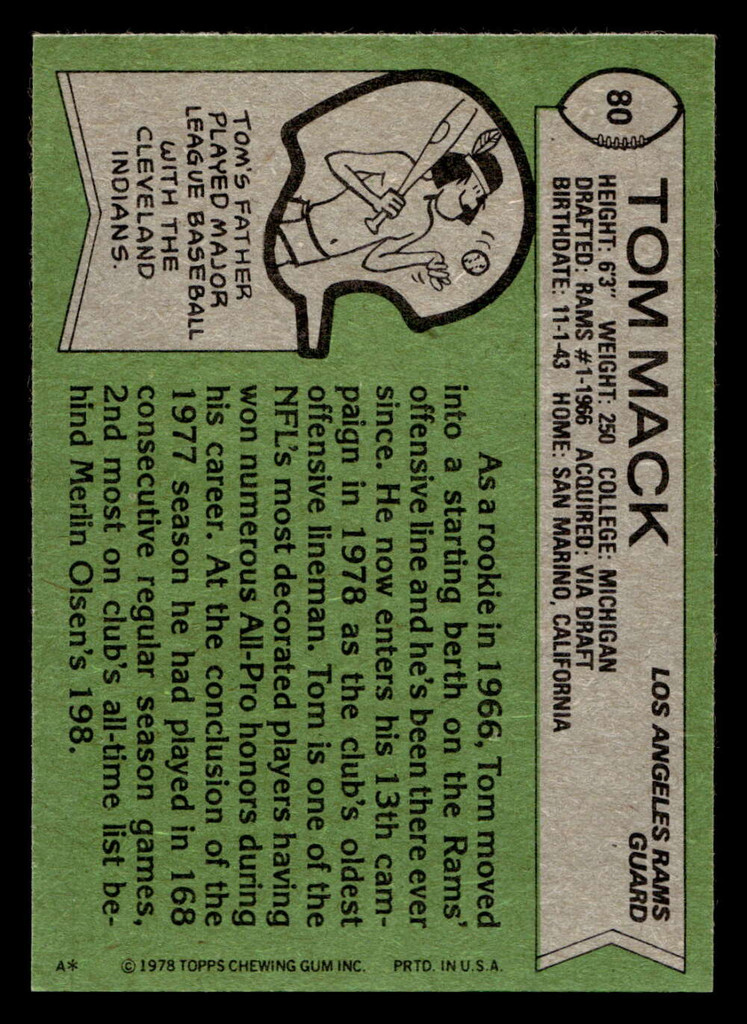 80
TOM MACK
LOS ANGELES RAMS
GUARD
HEIGHT: 6'3" WEIGHT: 250 COLLEGE: MICHIGAN
DRAFTED: RAMS #1-1966 ACQUIRED: VIA DRAFT
BIRTHDATE: 11-1-43 HOME: SAN MARINO, CALIFORNIA
TOM'S FATHER
PLAYED MAJOR
LEAGUE BASEBALL
WITH THE
CLEVELAND
INDIANS.
As a rookie in 1966, Tom moved
into a starting berth on the Rams'
offensive line and he's been there ever
since. He now enters his 13th cam-
paign in 1978 as the club's oldest
offensive lineman. Tom is one of the
NFL's most decorated players having
won numerous All-Pro honors during
his career. At the conclusion of the
1977 season he had played in 168
consecutive regular season games,
2nd most on club's all-time list be-
hind Merlin Olsen's 198.
A* © 1978 TOPPS CHEWING GUM INC. PRTD. IN U.S.A.